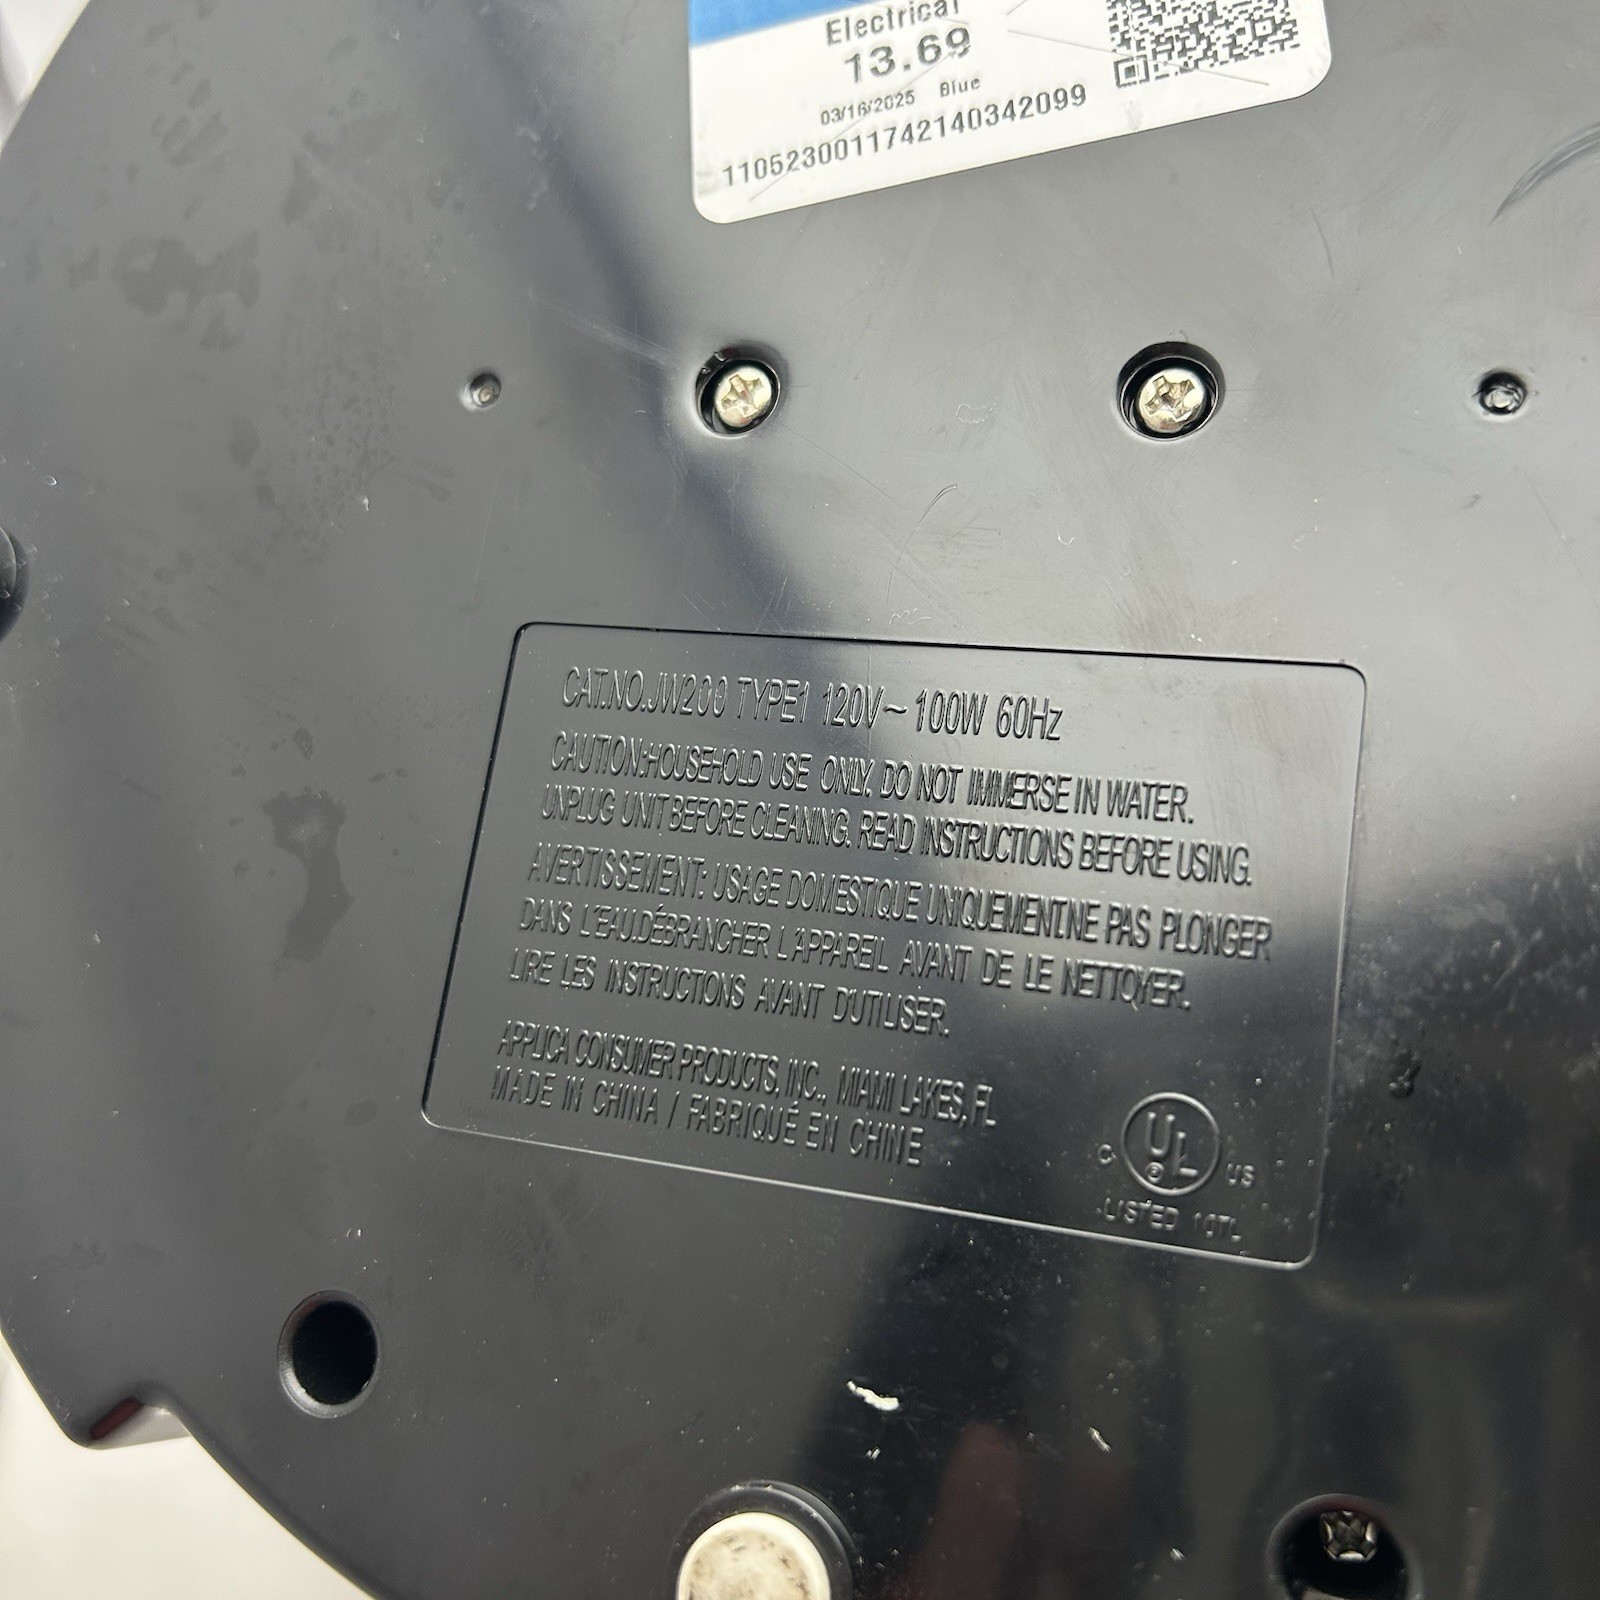 Electrical
13.69
03/16/2025 Blue
1105230011742140342099
CAT.NO.JW200 TYPE1 120V~ 100W 60Hz
CAUTION:HOUSEHOLD USE ONLY. DO NOT IMMERSE IN WATER.
UNPLUG UNIT BEFORE CLEANING. READ INSTRUCTIONS BEFORE USING.
AVERTISSEMENT: USAGE DOMESTIQUE UNIQUEMENT.NE PAS PLONGER
DANS L'EAU.DÉBRANCHER L'APPAREIL AVANT DE LE NETTOYER.
LIRE LES INSTRUCTIONS AVANT D'UTILISER.
APPLICA CONSUMER PRODUCTS, INC., MIAMI LAKES, FL
MADE IN CHINA / FABRIQUÉ EN CHINE
C UL ® US
LISTED 10TL